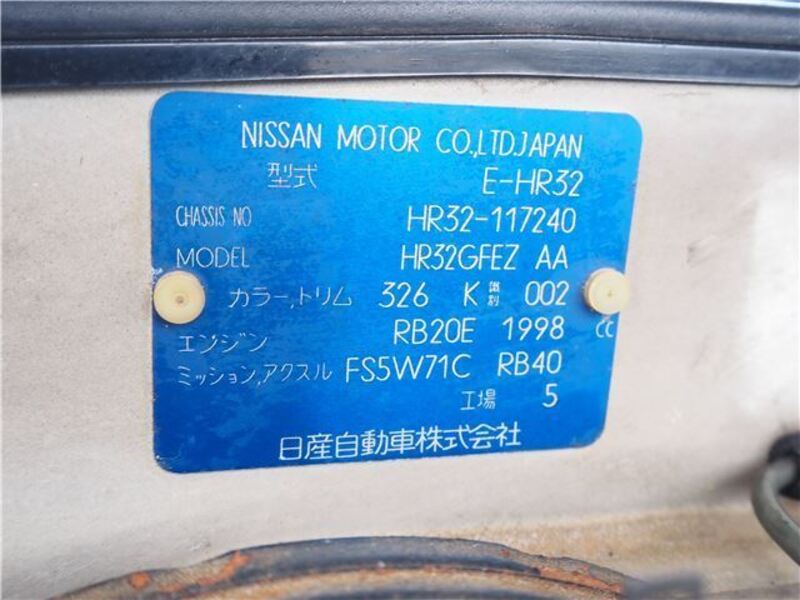 NISSAN MOTOR CO.,LTD.JAPAN
型式 E-HR32
CHASSIS NO HR32-117240
MODEL HR32GFEZ AA
カラー,トリム 326 K 識別 002
エンジン RB20E 1998 CC
ミッション,アクスル FS5W71C RB40
工場 5
日産自動車株式会社